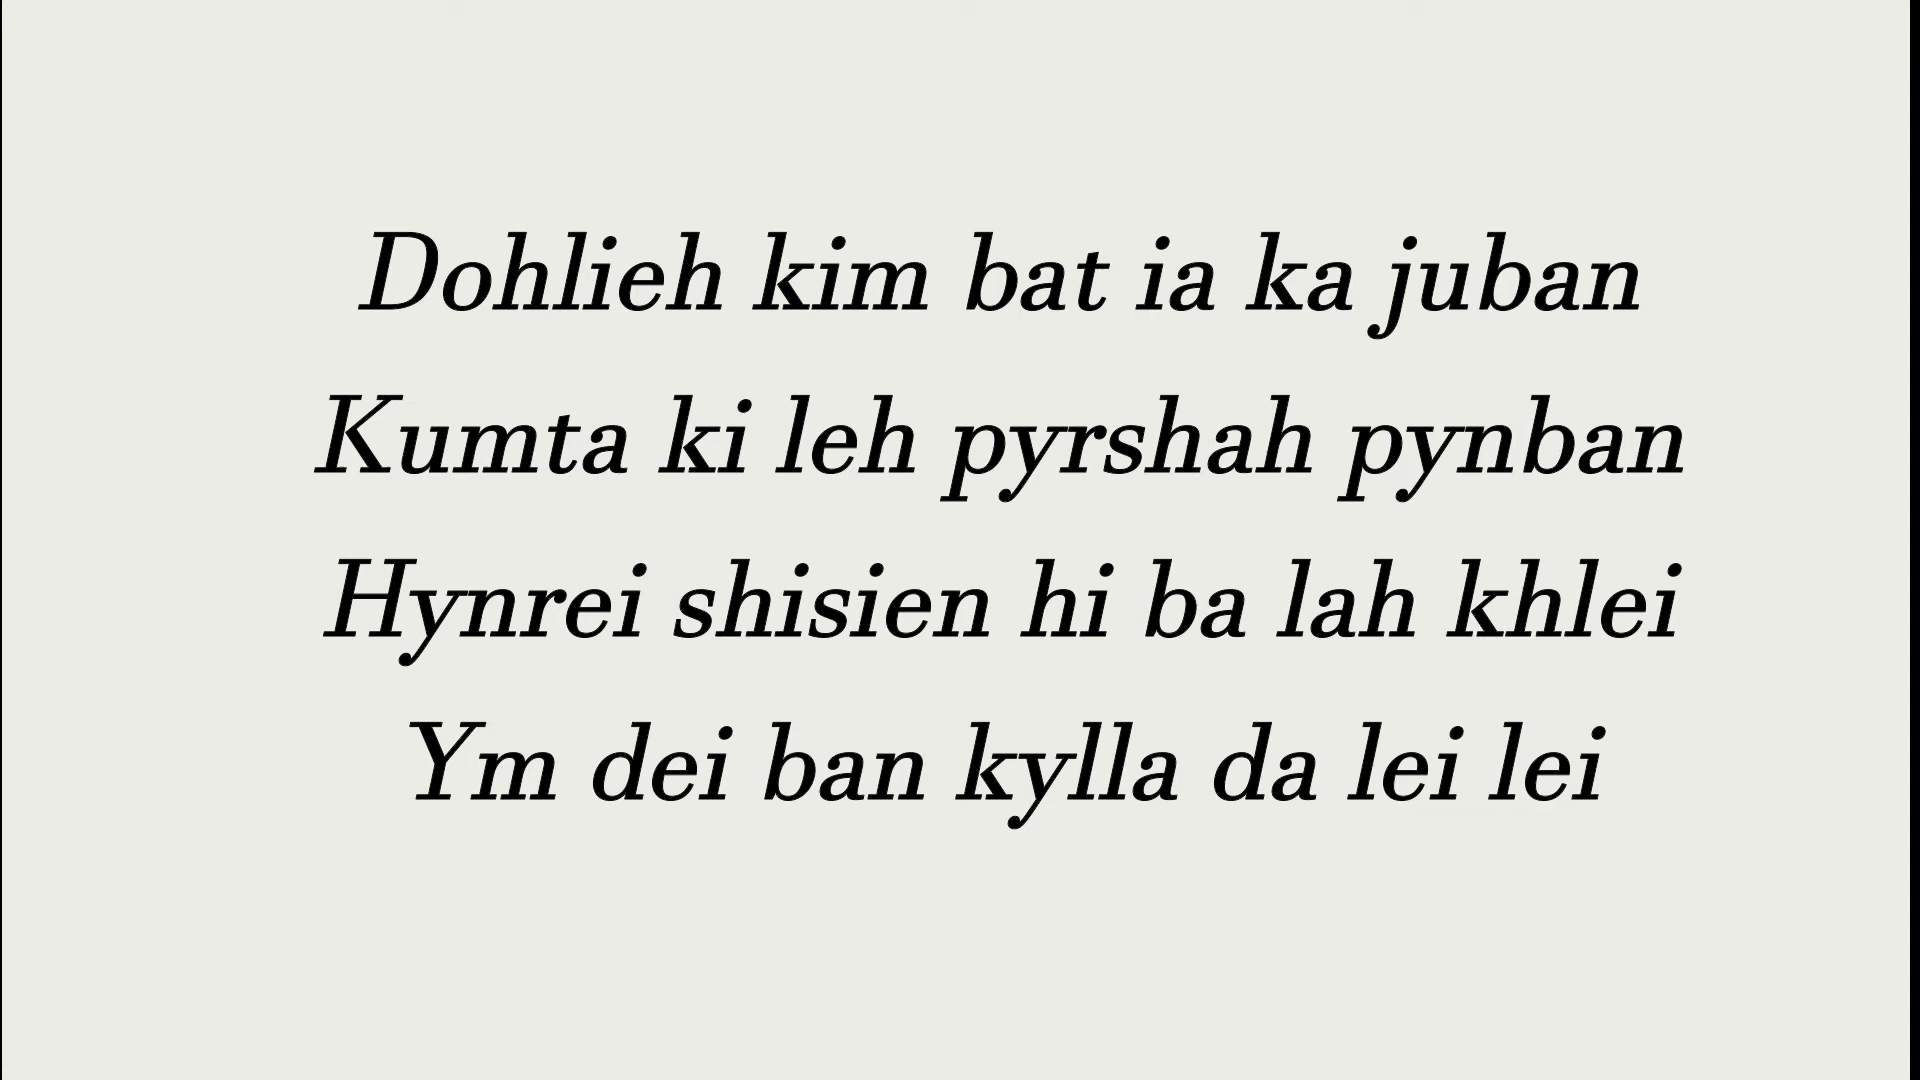 Dohlieh kim bat ia ka juban
Kumta ki leh pyrshah pynban
Hynrei shisien hi ba lah khlei
Ym dei ban kylla da lei lei